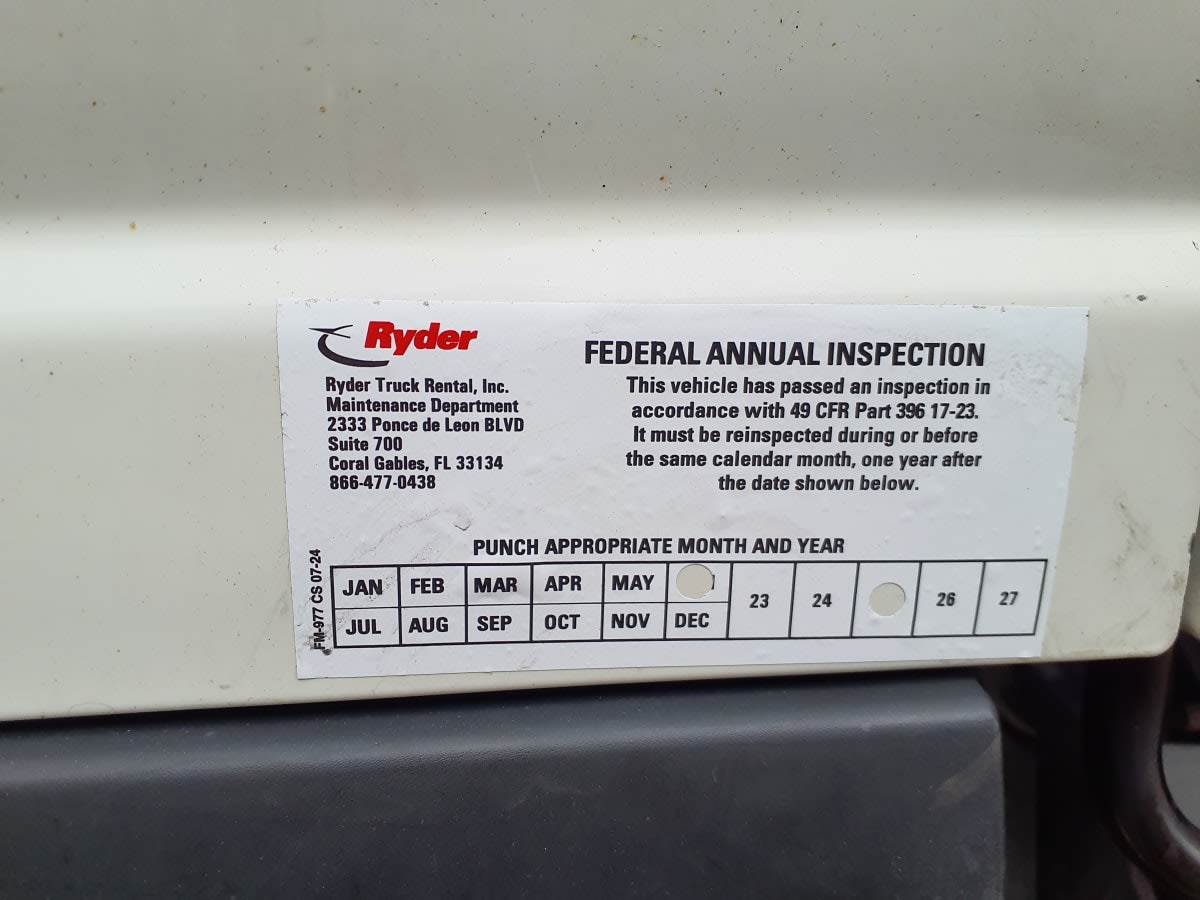 Ryder
Ryder Truck Rental, Inc.
Maintenance Department
2333 Ponce de Leon BLVD
Suite 700
Coral Gables, FL 33134
866-477-0438
FEDERAL ANNUAL INSPECTION
This vehicle has passed an inspection in
accordance with 49 CFR Part 396 17-23.
It must be reinspected during or before
the same calendar month, one year after
the date shown below.
PUNCH APPROPRIATE MONTH AND YEAR
FM-977 CS 07-24
JAN FEB MAR APR MAY 23 24 26 27
JUL AUG SEP OCT NOV DEC